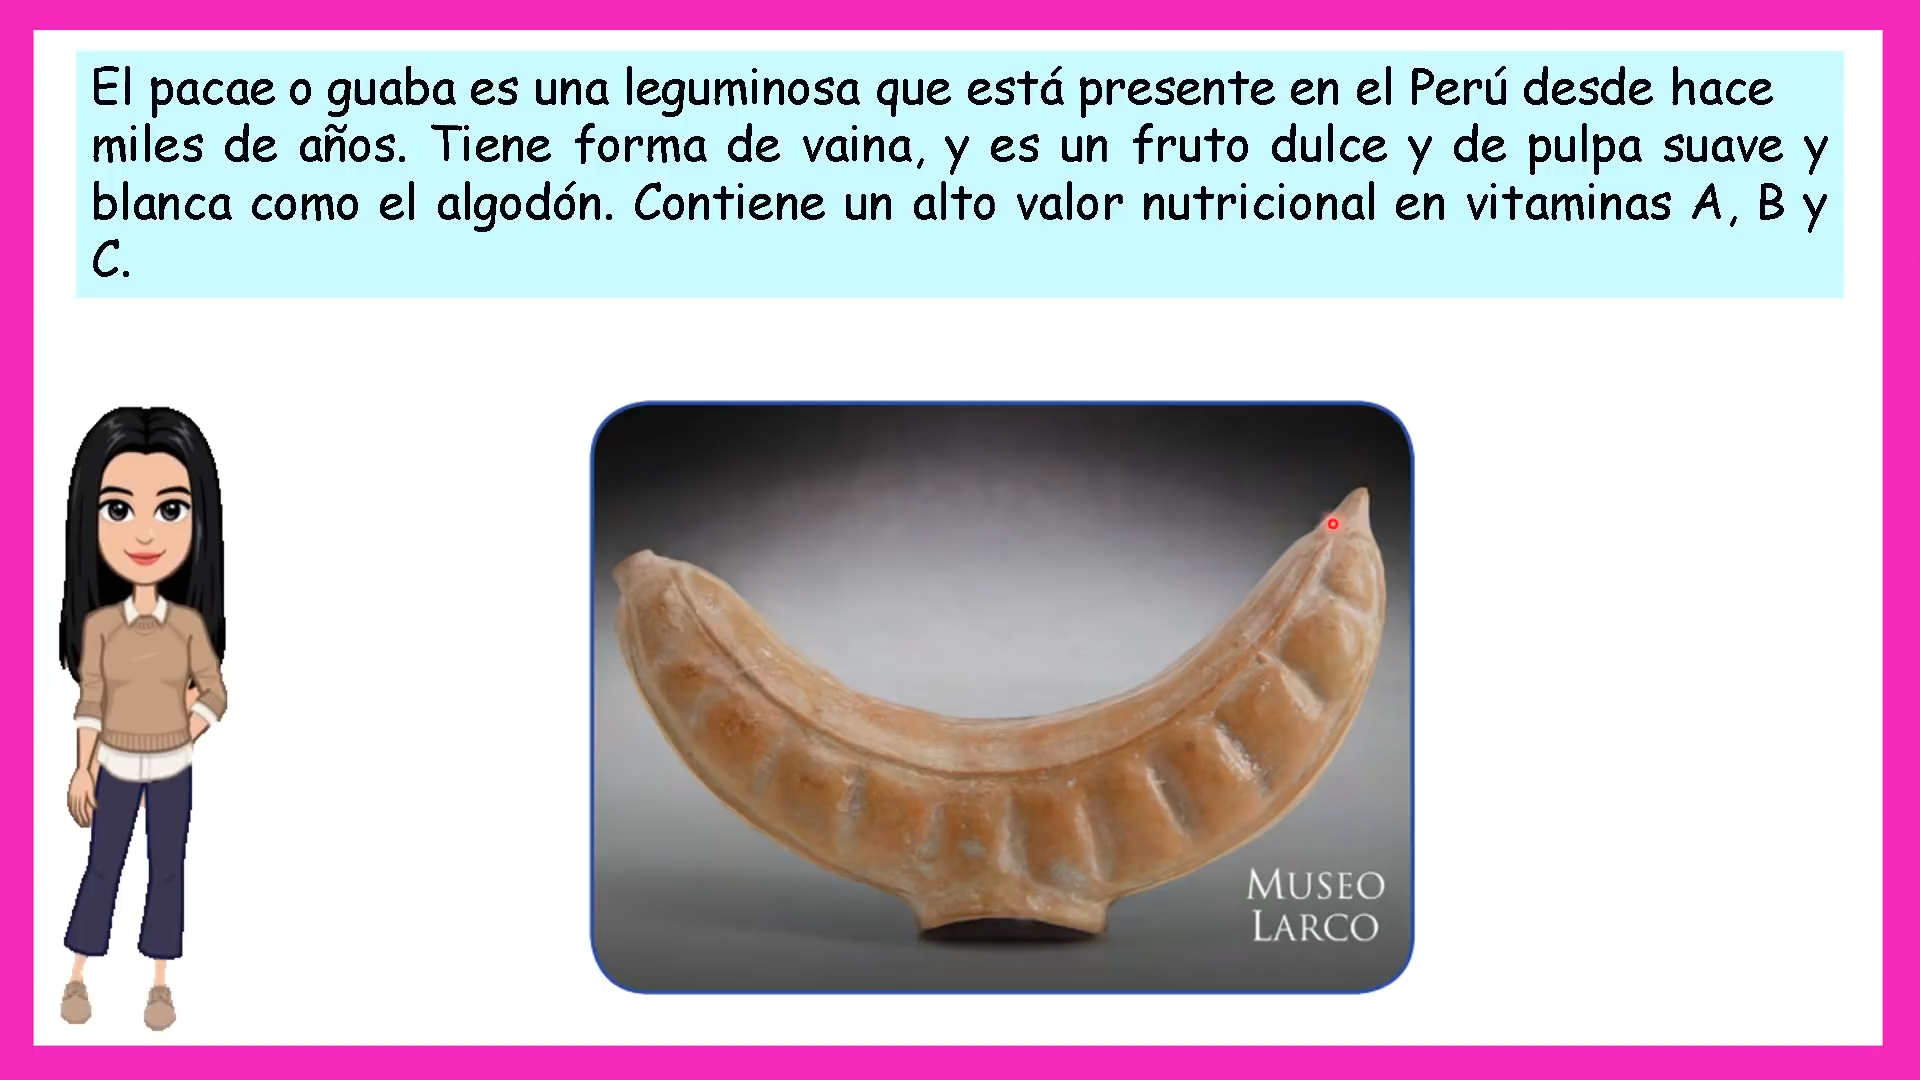 El pacae o guaba es una leguminosa que está presente en el Perú desde hace
miles de años. Tiene forma de vaina, y es un fruto dulce y de pulpa suave y
blanca como el algodón. Contiene un alto valor nutricional en vitaminas A, B y
C.
MUSEO
LARCO